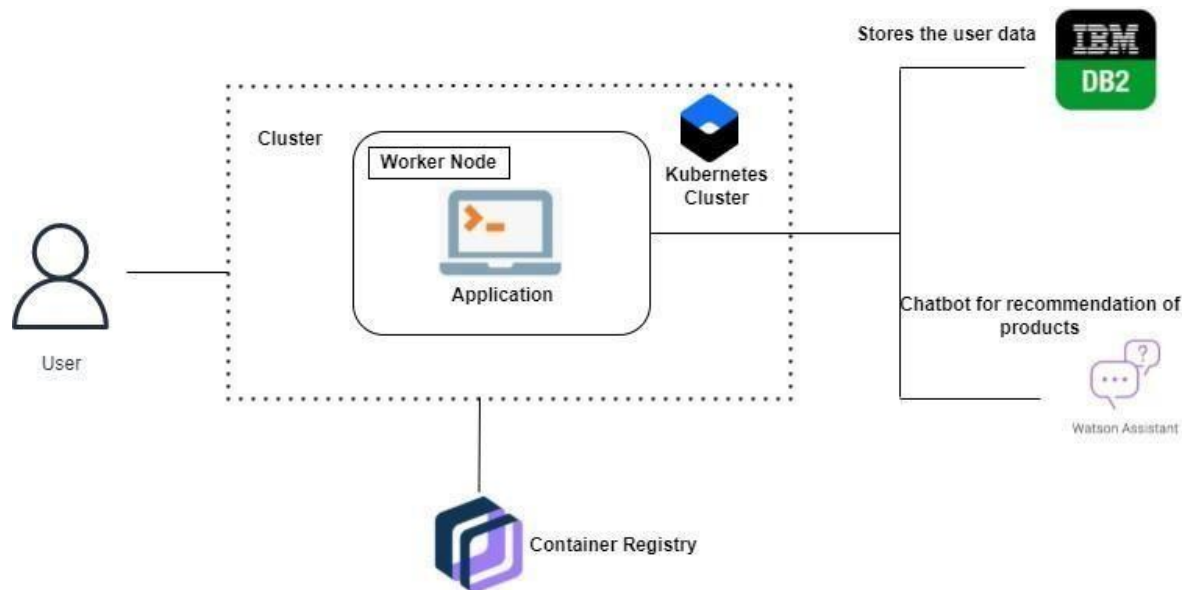 Stores the user data
IBM
DB2
Cluster
Worker Node
Kubernetes
Cluster
Application
User
Chatbot for recommendation of
products
?
Watson Assistant
Container Registry